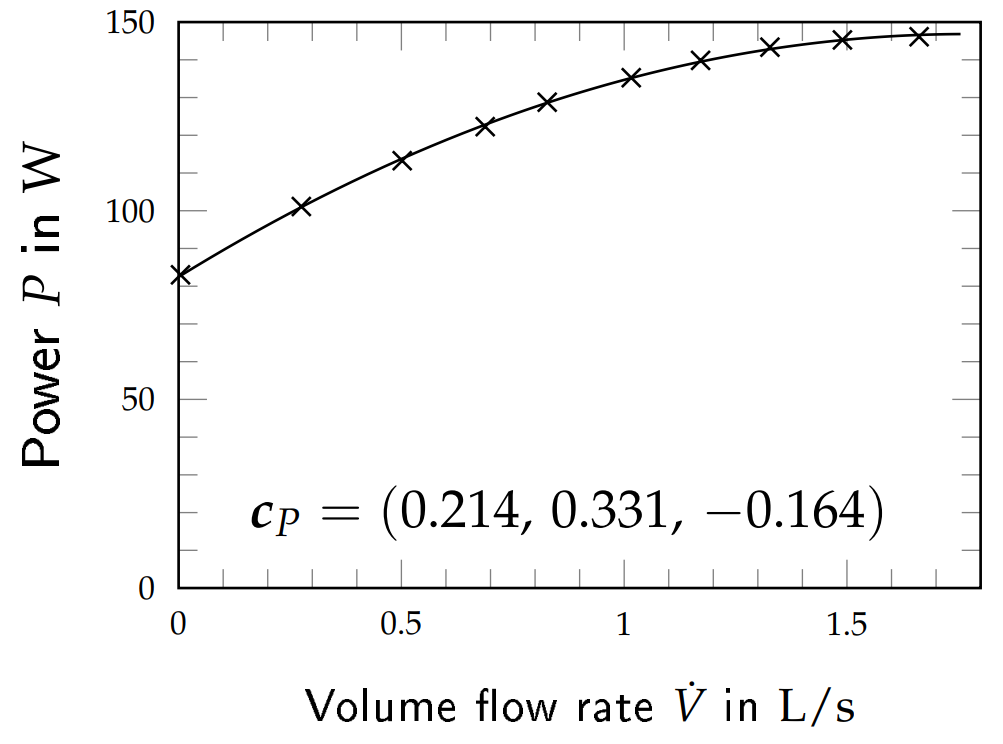 Power P in W
150
100
50
0
c_P = (0.214, 0.331, −0.164)
0 0.5 1 1.5
Volume flow rate V̇ in L/s